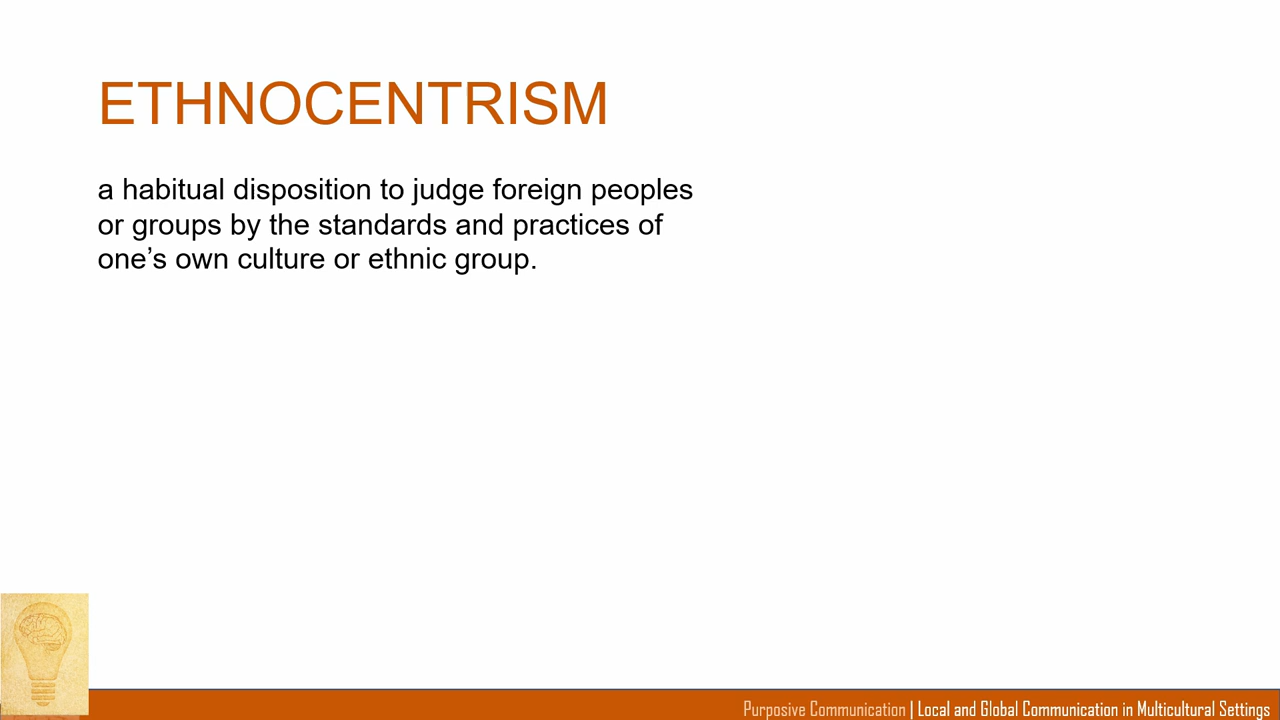 ETHNOCENTRISM
a habitual disposition to judge foreign peoples
or groups by the standards and practices of
one’s own culture or ethnic group.
Purposive Communication | Local and Global Communication in Multicultural Settings